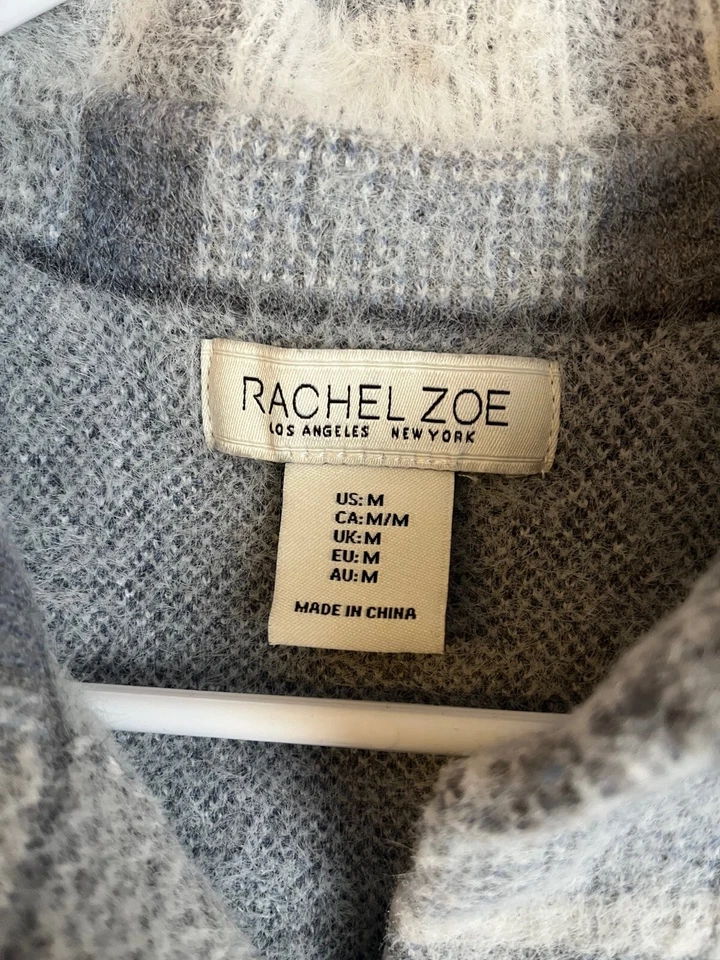 RACHEL ZOE
LOS ANGELES NEW YORK
US: M
CA: M/M
UK: M
EU: M
AU: M
MADE IN CHINA